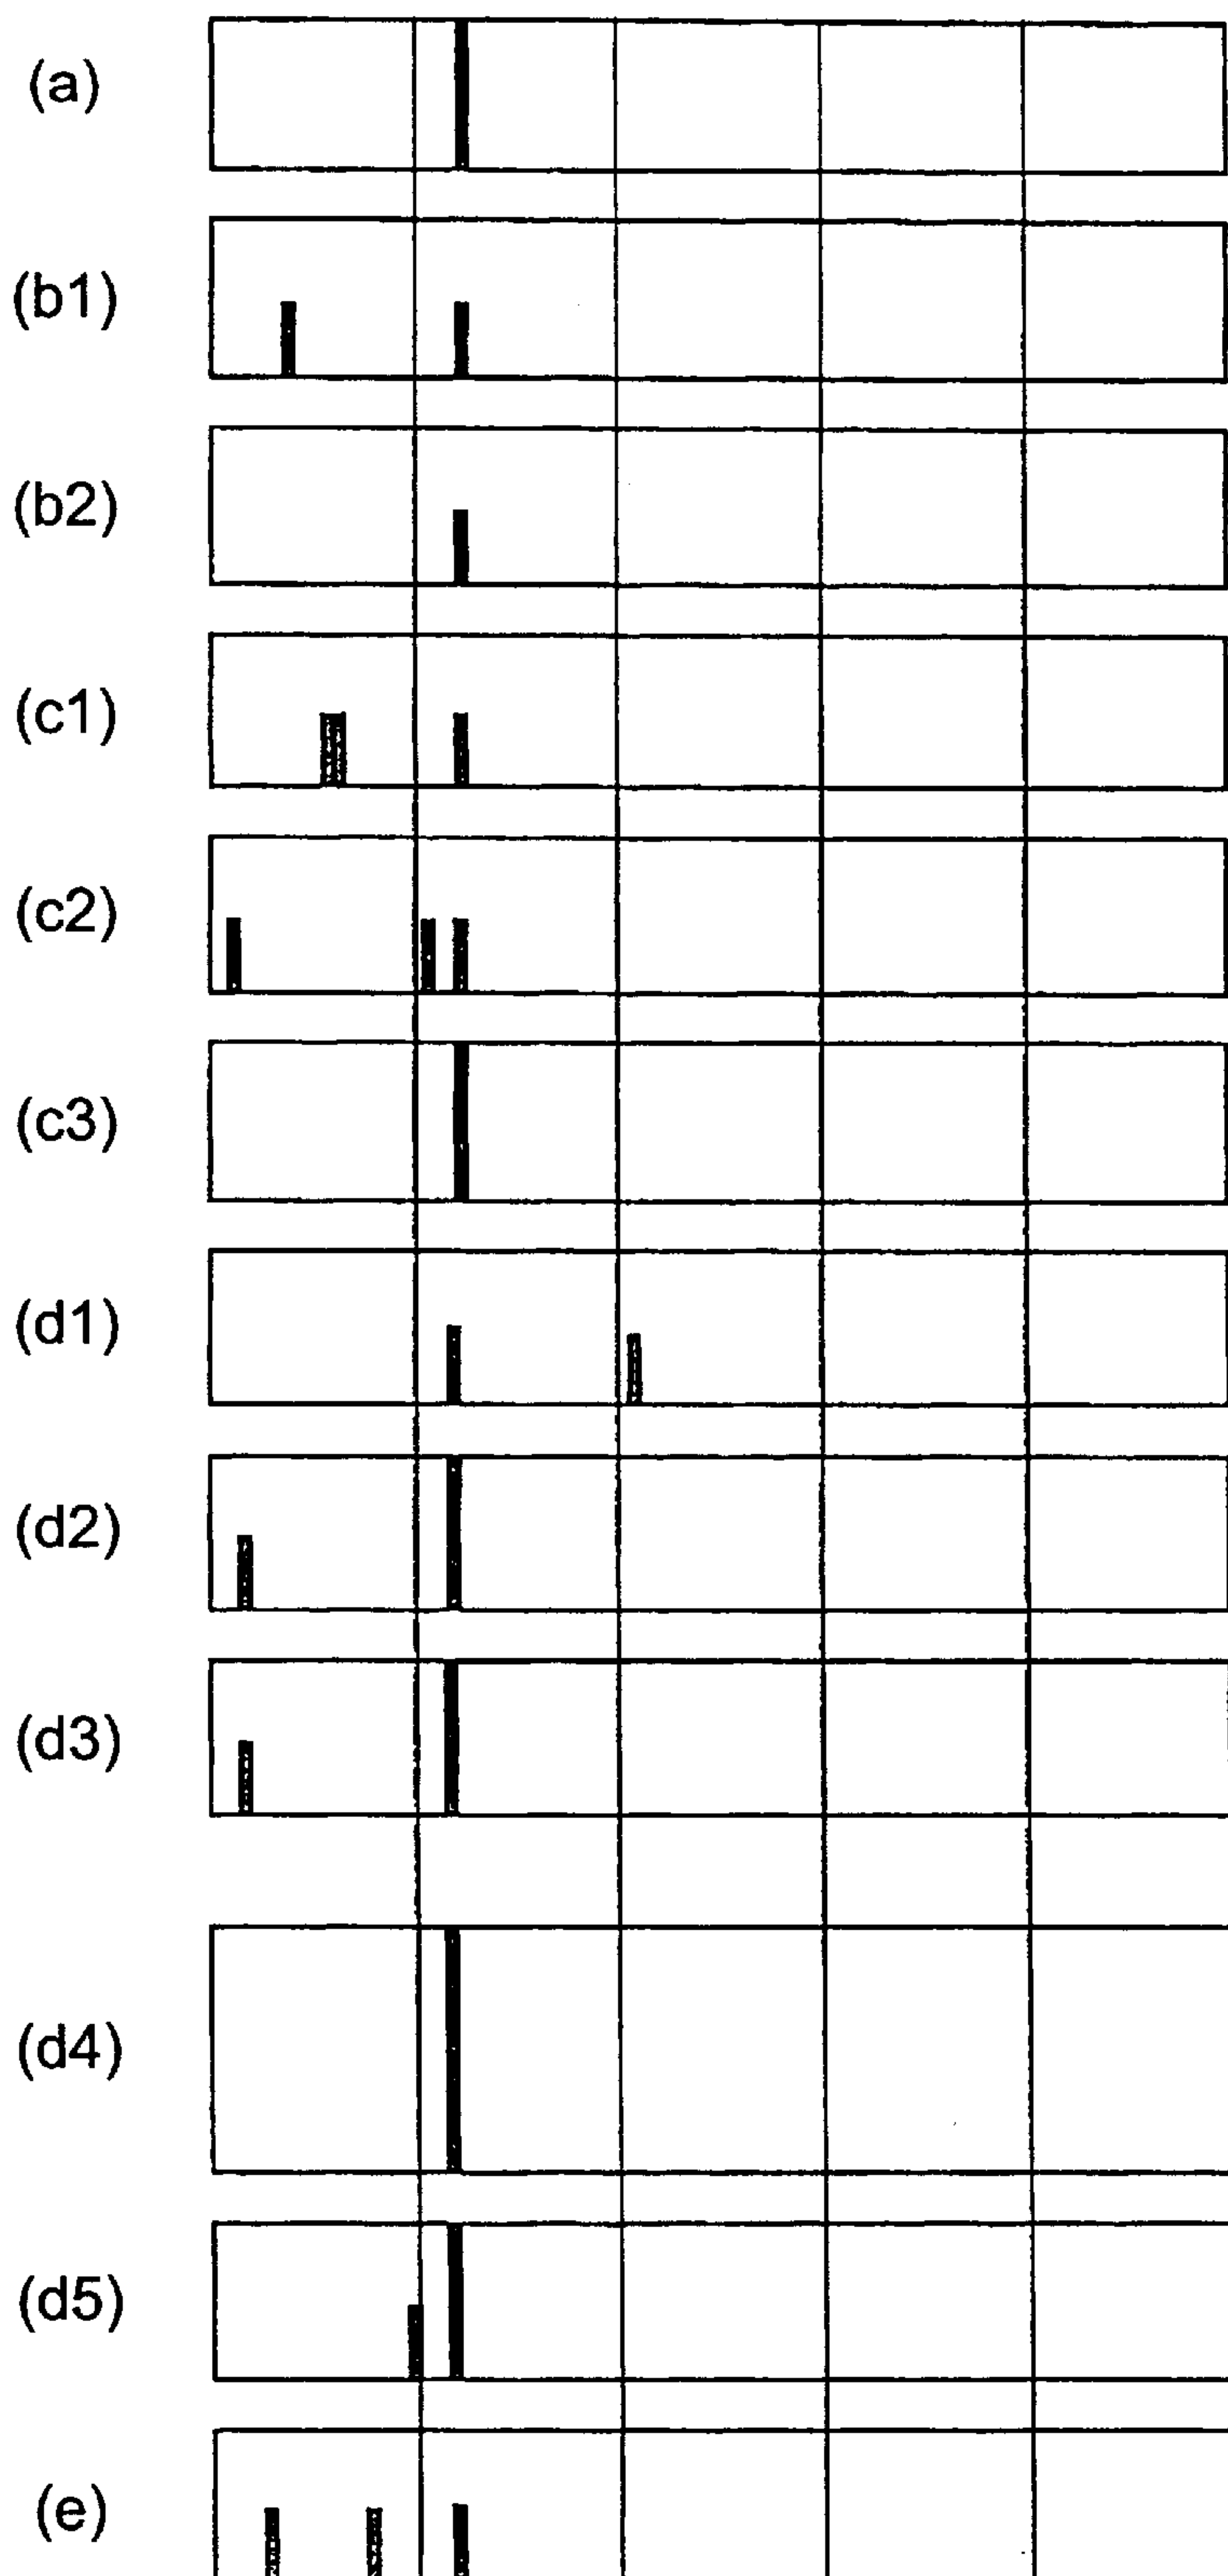 (a)
(b1)
(b2)
(c1)
(c2)
(c3)
(d1)
(d2)
(d3)
(d4)
(d5)
(e)